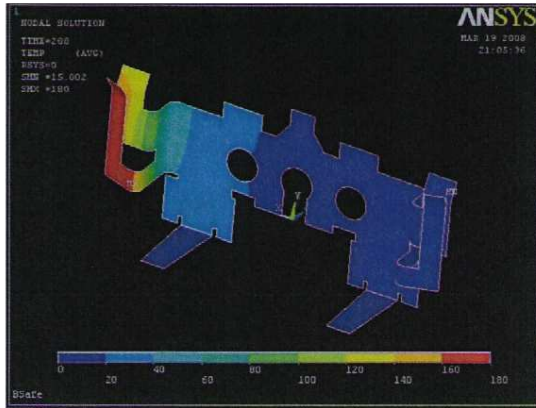 1
NODAL SOLUTION
TIME=200
TEMP (AVG)
RSYS=0
SMN =15.002
SMX =180
ANSYS
MAR 19 2008
21:05:36
MX
Y
0 20 40 60 80 100 120 140 160 180
BSafe